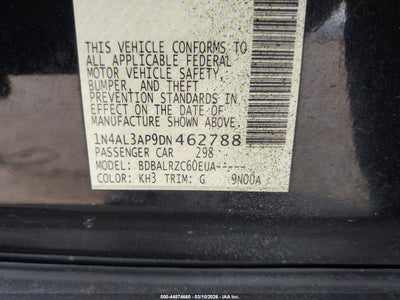 THIS VEHICLE CONFORMS TO
ALL APPLICABLE FEDERAL
MOTOR VEHICLE SAFETY,
BUMPER, AND THEFT
PREVENTION STANDARDS IN
EFFECT ON THE DATE OF
MANUFACTURE SHOWN ABOVE.
1N4AL3AP9DN462788
PASSENGER CAR 298
MODEL: BDBALRZC60EUA-----
COLOR: KH3 TRIM: G 9N00A
000-44874660 - 03/10/2026 - IAA Inc.